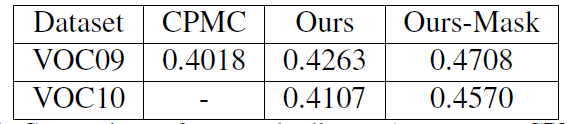 Dataset CPMC Ours Ours-Mask
VOC09 0.4018 0.4263 0.4708
VOC10 - 0.4107 0.4570